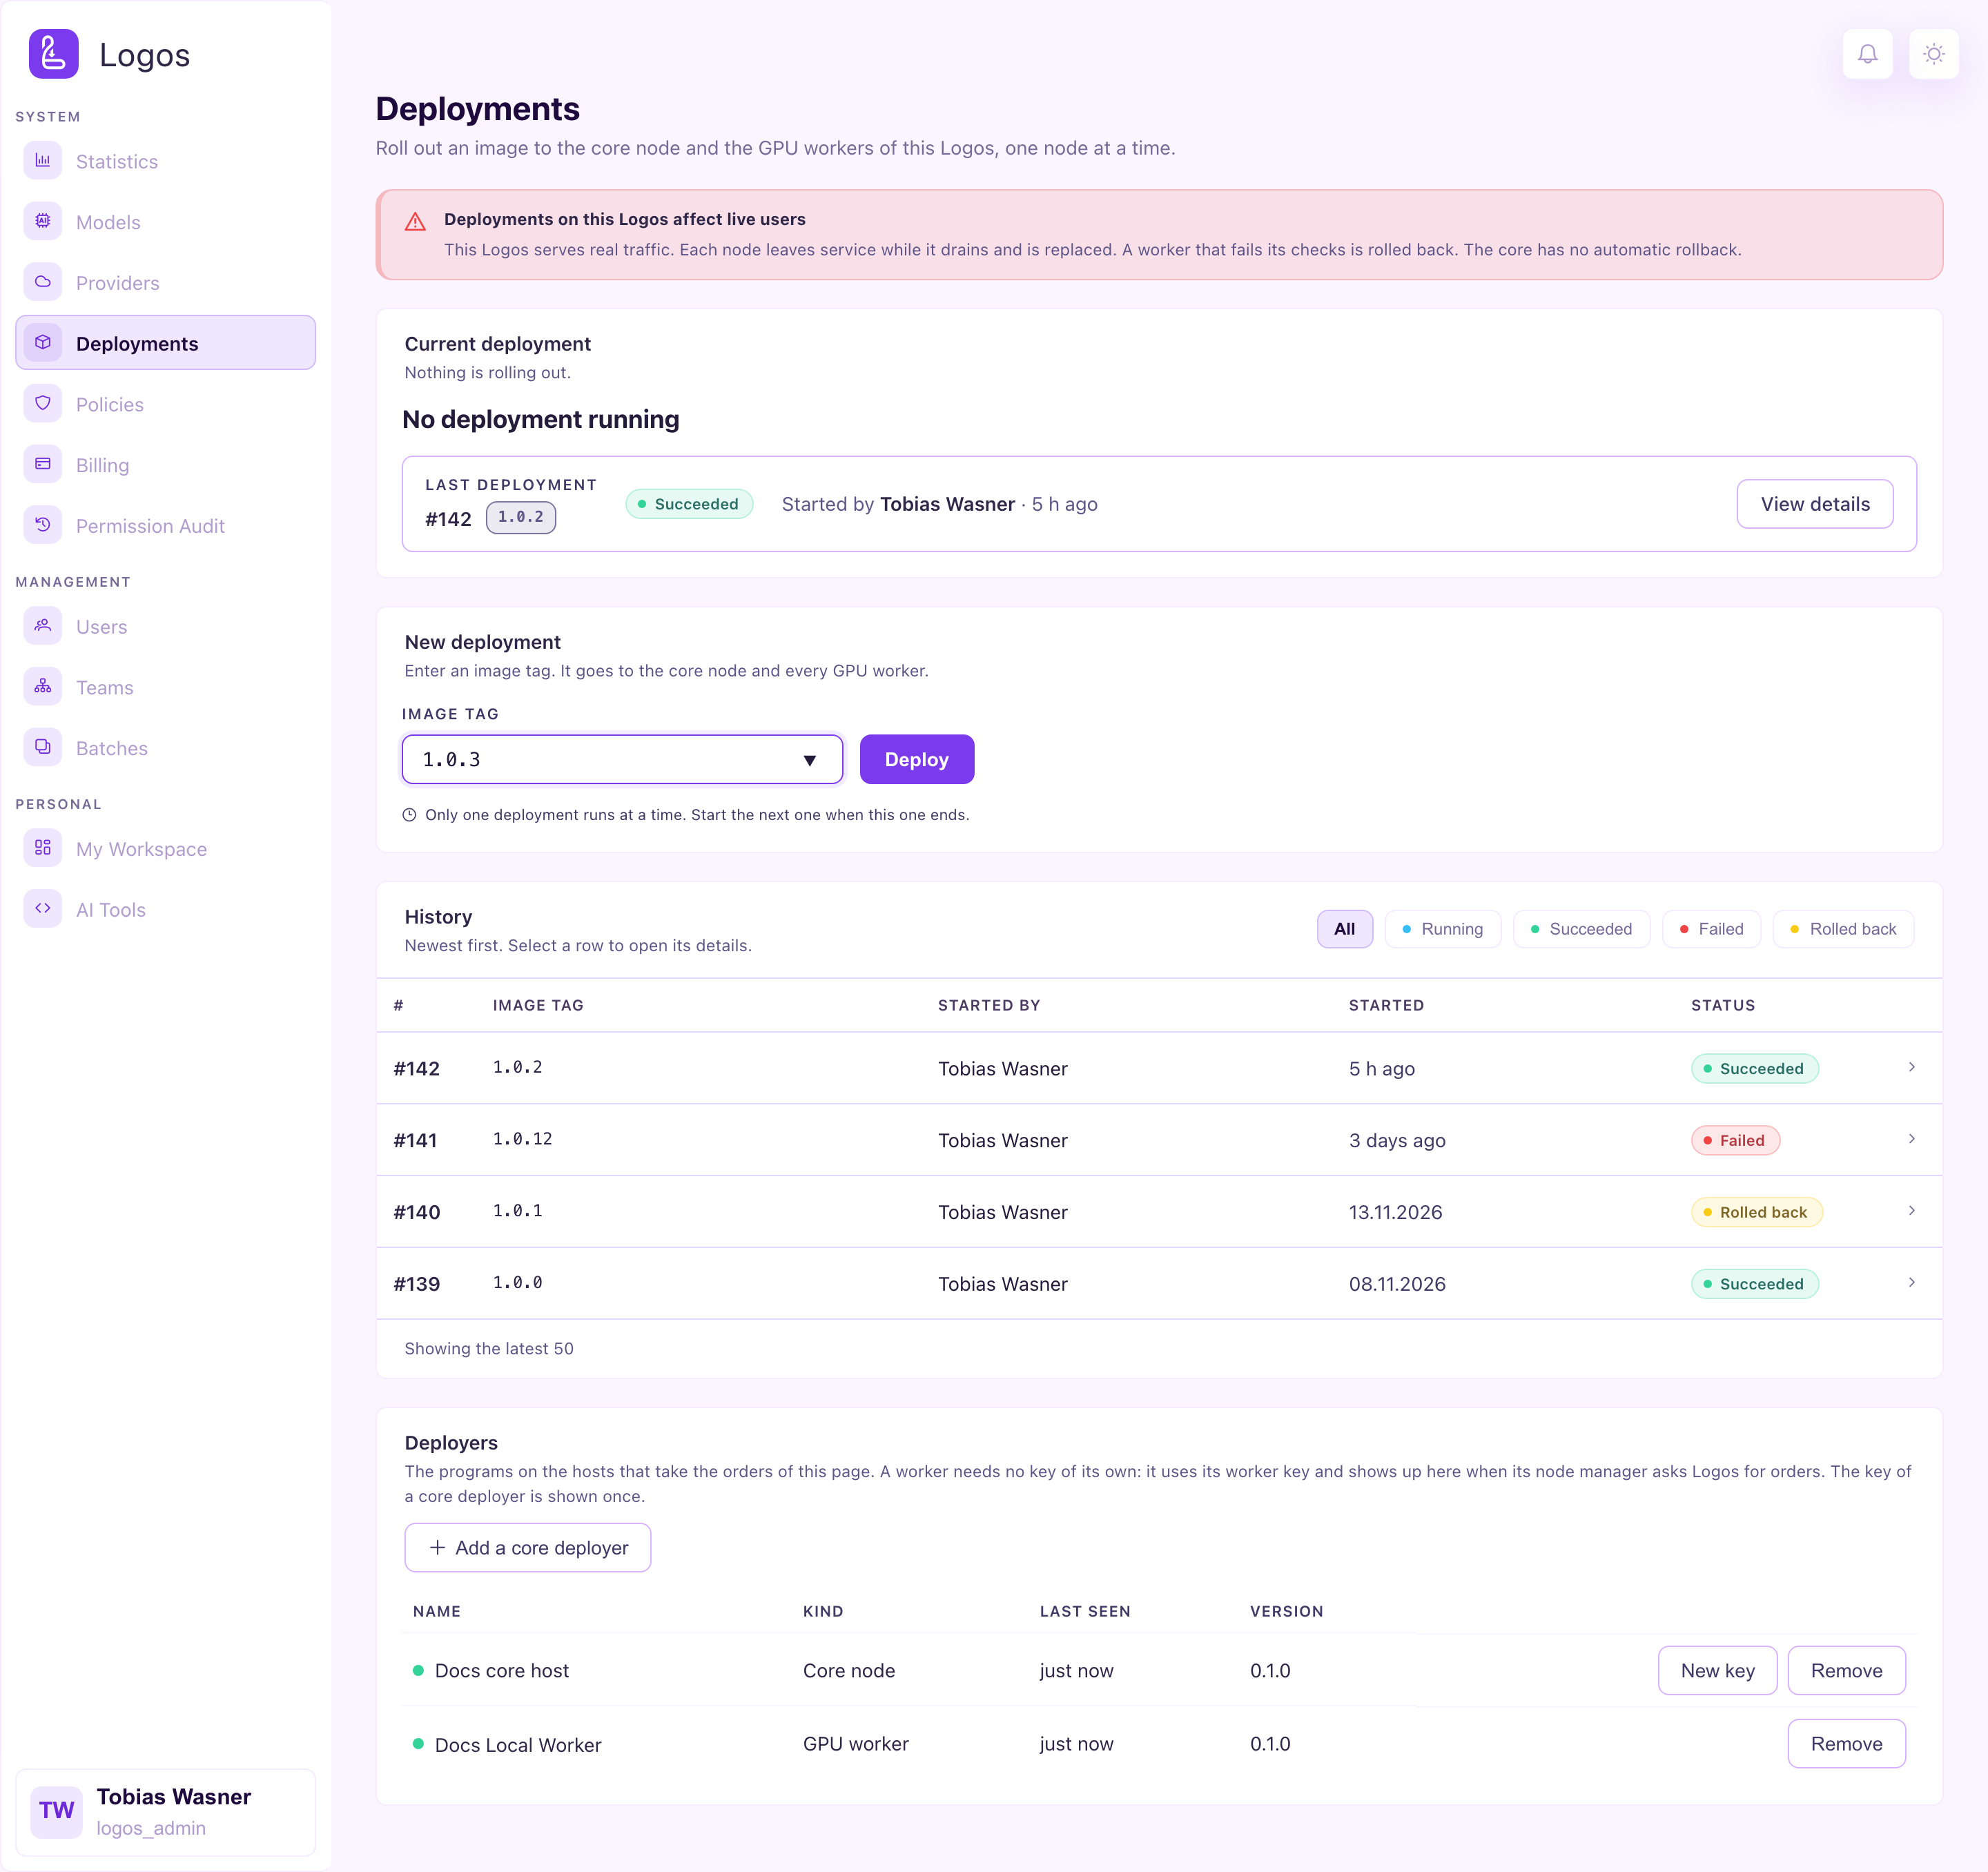 Logos
SYSTEM
Statistics
Models
Providers
Deployments
Policies
Billing
Permission Audit
MANAGEMENT
Users
Teams
Batches
PERSONAL
My Workspace
AI Tools
TW
Tobias Wasner
logos_admin
Deployments
Roll out an image to the core node and the GPU workers of this Logos, one node at a time.
Deployments on this Logos affect live users
This Logos serves real traffic. Each node leaves service while it drains and is replaced. A worker that fails its checks is rolled back. The core has no automatic rollback.
Current deployment
Nothing is rolling out.
No deployment running
LAST DEPLOYMENT
#142 1.0.2
Succeeded
Started by Tobias Wasner · 5 h ago
View details
New deployment
Enter an image tag. It goes to the core node and every GPU worker.
IMAGE TAG
1.0.3 ▼ Deploy
Only one deployment runs at a time. Start the next one when this one ends.
History
Newest first. Select a row to open its details.
All Running Succeeded Failed Rolled back
# IMAGE TAG STARTED BY STARTED STATUS
#142 1.0.2 Tobias Wasner 5 h ago Succeeded
#141 1.0.12 Tobias Wasner 3 days ago Failed
#140 1.0.1 Tobias Wasner 13.11.2026 Rolled back
#139 1.0.0 Tobias Wasner 08.11.2026 Succeeded
Showing the latest 50
Deployers
The programs on the hosts that take the orders of this page. A worker needs no key of its own: it uses its worker key and shows up here when its node manager asks Logos for orders. The key of
a core deployer is shown once.
+ Add a core deployer
NAME KIND LAST SEEN VERSION
Docs core host Core node just now 0.1.0 New key Remove
Docs Local Worker GPU worker just now 0.1.0 Remove